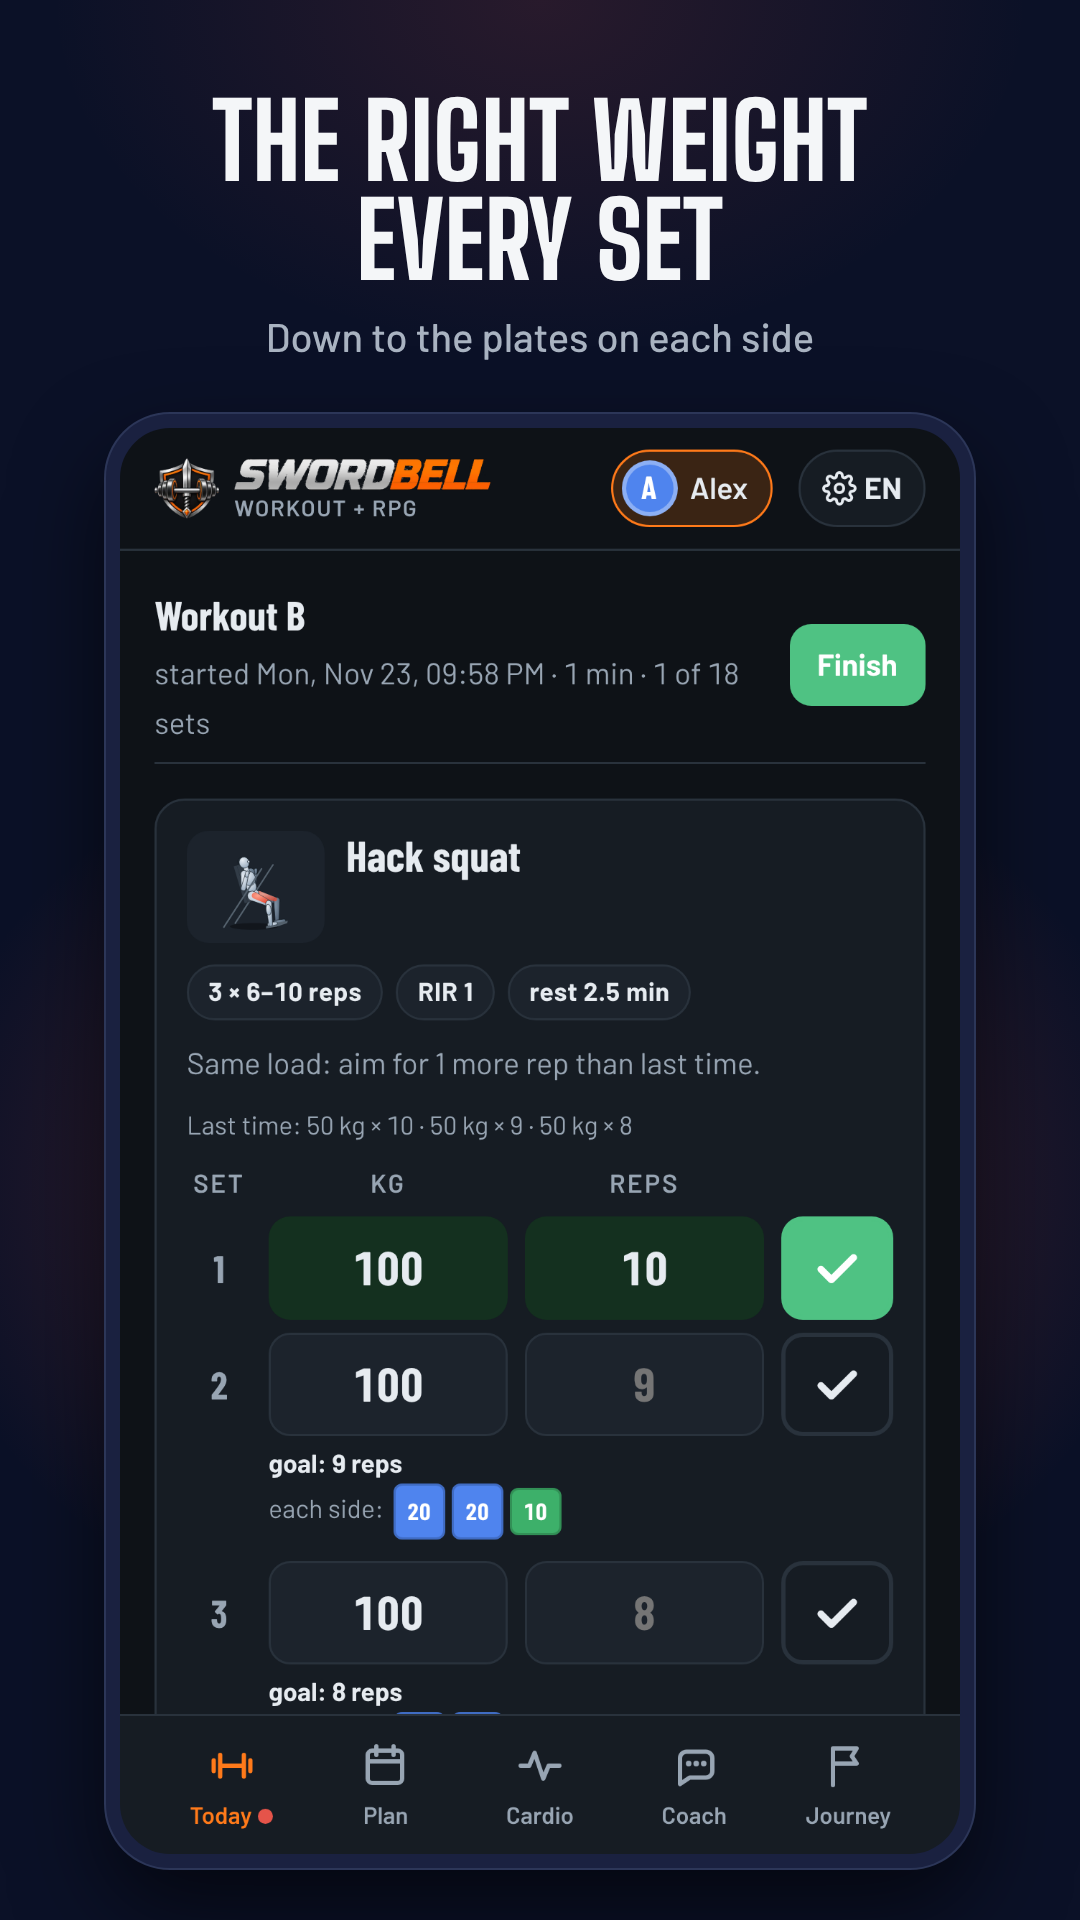 THE RIGHT WEIGHT
EVERY SET
Down to the plates on each side
SWORDBELL
WORKOUT + RPG
A Alex
EN
Workout B
started Mon, Nov 23, 09:58 PM · 1 min · 1 of 18
sets
Finish
Hack squat
3 × 6–10 reps RIR 1 rest 2.5 min
Same load: aim for 1 more rep than last time.
Last time: 50 kg × 10 · 50 kg × 9 · 50 kg × 8
SET KG REPS
1 100 10
2 100 9
goal: 9 reps
each side: 20 20 10
3 100 8
goal: 8 reps
Today Plan Cardio Coach Journey